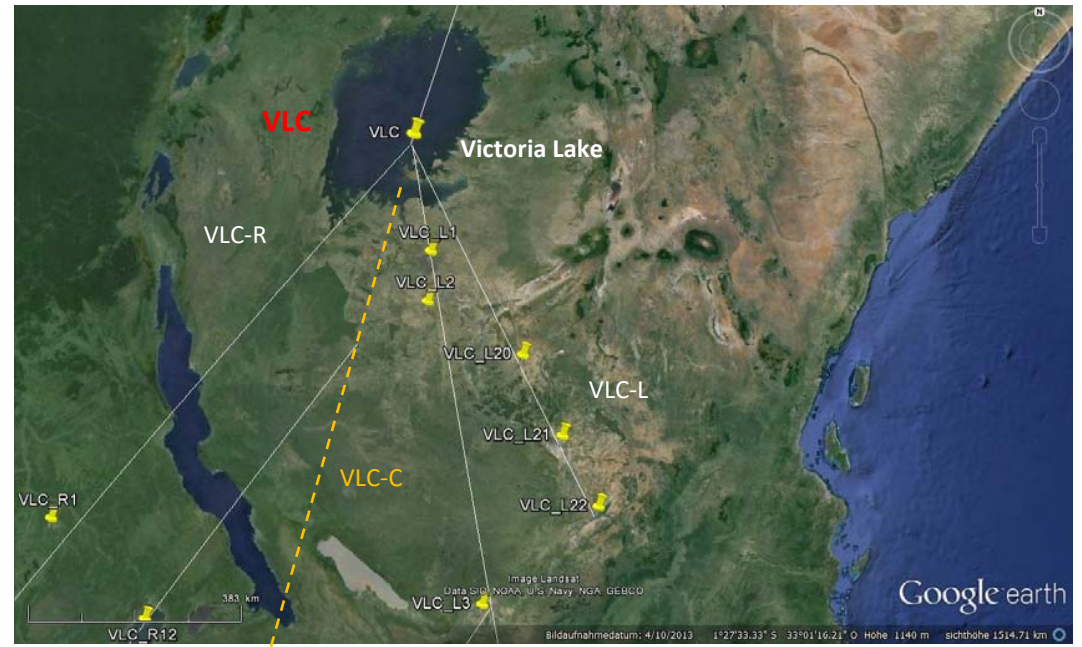 N
VLC
VLC
Victoria Lake
VLC_L1
VLC-R
VLC_L2
VLC_L20
VLC-L
VLC_L21
VLC-C
VLC_R1
VLC_L22
Image Landsat
Data SIO, NOAA, U.S. Navy, NGA, GEBCO
383 km
VLC_L3
Google earth
VLC_R12
Bildaufnahmedatum: 4/10/2013 1°27'33.33" S 33°01'16.21" O Höhe 1140 m sichthöhe 1514.71 km